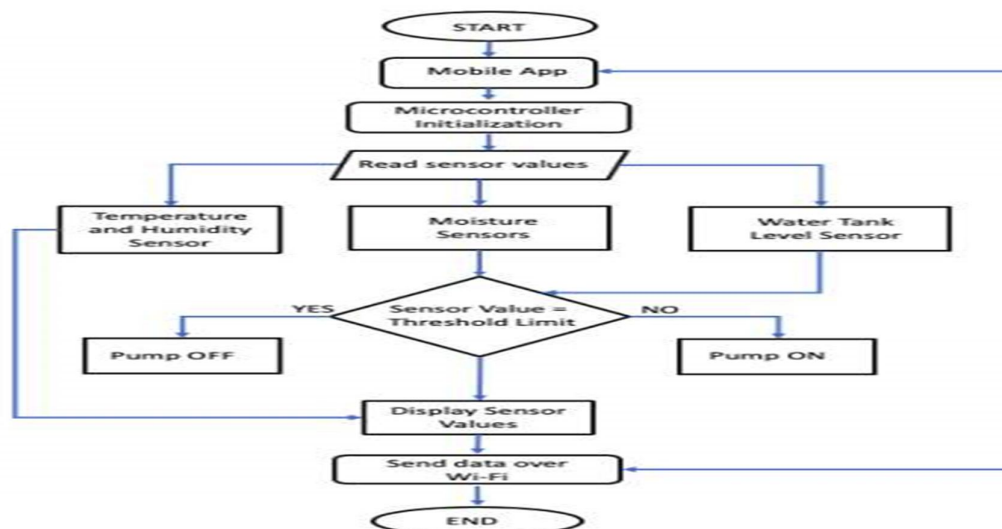 START
Mobile App
Microcontroller
Initialization
Read sensor values
Temperature
and Humidity
Sensor
Moisture
Sensors
Water Tank
Level Sensor
YES
Sensor Value =
Threshold Limit
NO
Pump OFF
Pump ON
Display Sensor
Values
Send data over
Wi-Fi
END